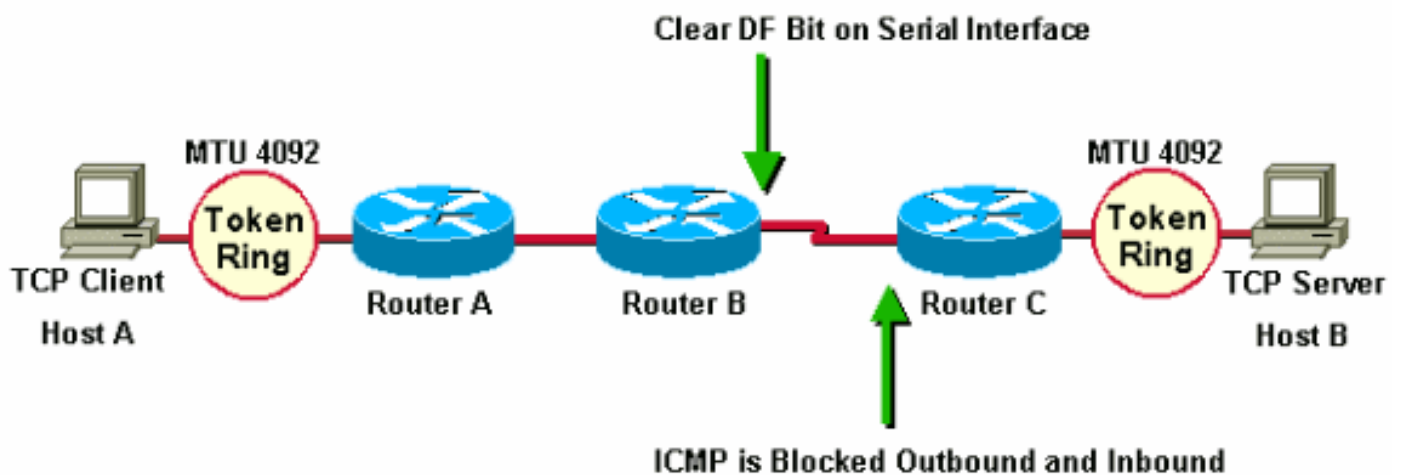 Clear DF Bit on Serial Interface
MTU 4092
MTU 4092
Token
Ring
Token
Ring
TCP Client
Router A
Router B
Router C
TCP Server
Host A
Host B
ICMP is Blocked Outbound and Inbound